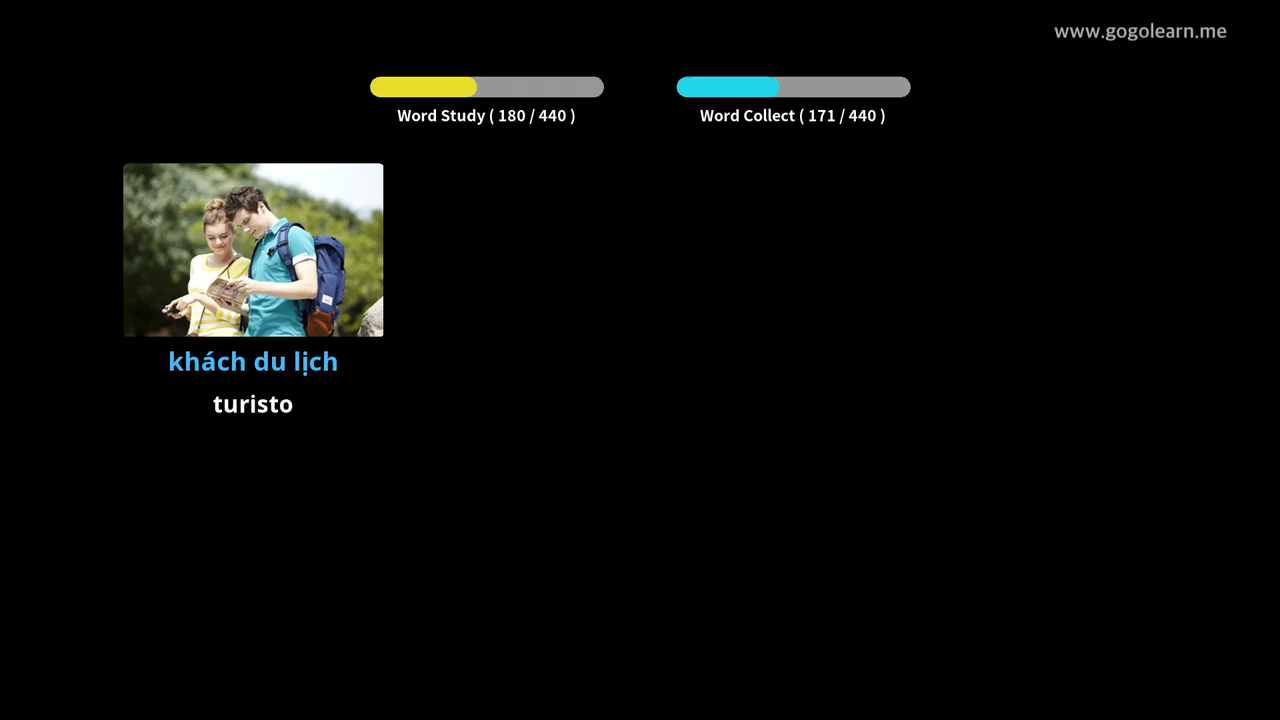 www.gogolearn.me
Word Study ( 180 / 440 )
Word Collect ( 171 / 440 )
khách du lịch
turisto